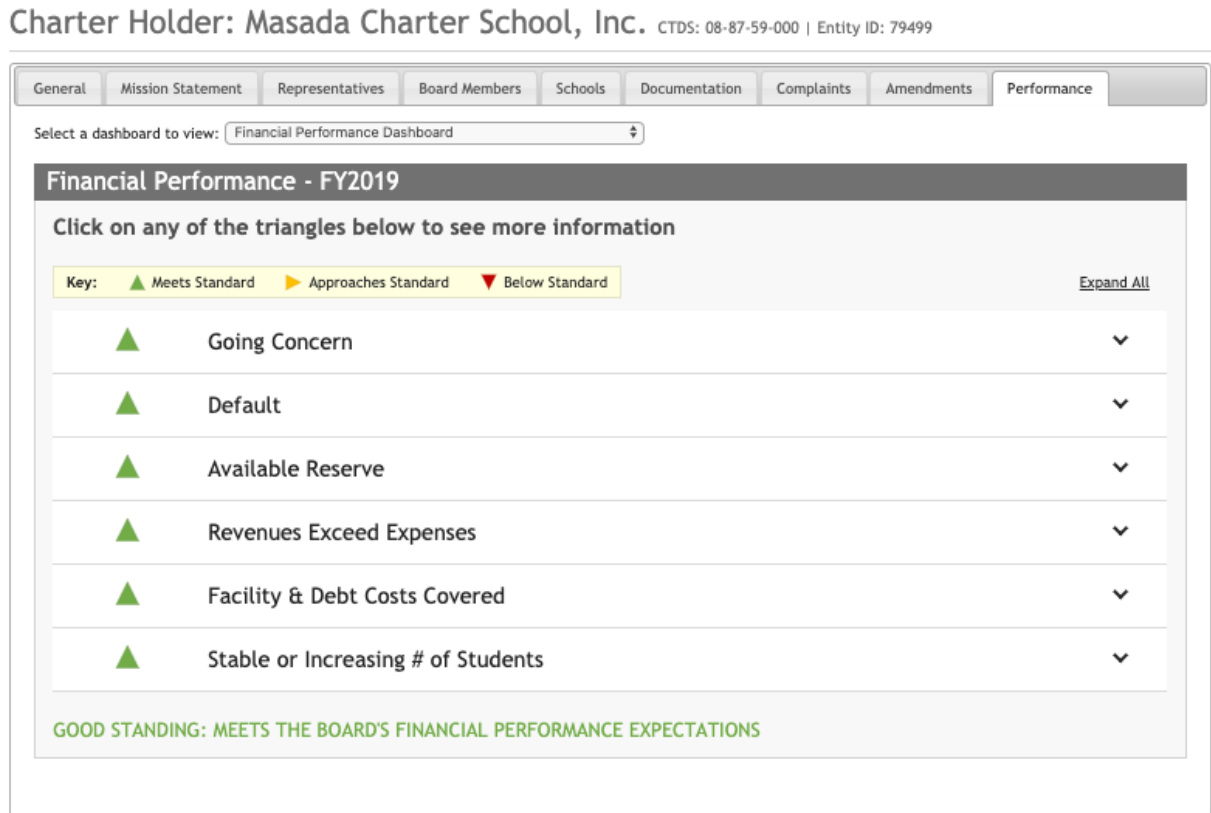 Charter Holder: Masada Charter School, Inc. CTDS: 08-87-59-000 | Entity ID: 79499
General Mission Statement Representatives Board Members Schools Documentation Complaints Amendments Performance
Select a dashboard to view: Financial Performance Dashboard
Financial Performance - FY2019
Click on any of the triangles below to see more information
Key: Meets Standard Approaches Standard Below Standard Expand All
Going Concern
Default
Available Reserve
Revenues Exceed Expenses
Facility & Debt Costs Covered
Stable or Increasing # of Students
GOOD STANDING: MEETS THE BOARD'S FINANCIAL PERFORMANCE EXPECTATIONS